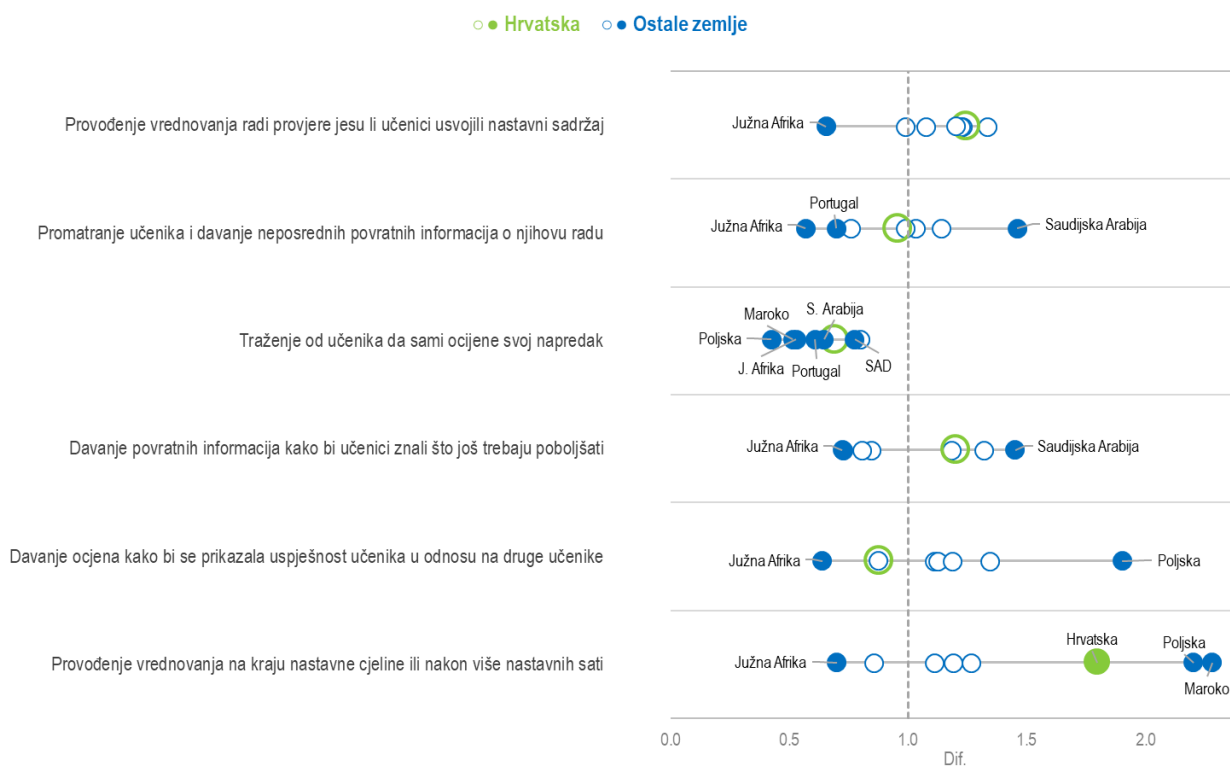 Hrvatska Ostale zemlje
Provođenje vrednovanja radi provjere jesu li učenici usvojili nastavni sadržaj
Južna Afrika
Promatranje učenika i davanje neposrednih povratnih informacija o njihovu radu
Južna Afrika
Portugal
Saudijska Arabija
Traženje od učenika da sami ocijene svoj napredak
Poljska
Maroko
S. Arabija
J. Afrika
Portugal
SAD
Davanje povratnih informacija kako bi učenici znali što još trebaju poboljšati
Južna Afrika
Saudijska Arabija
Davanje ocjena kako bi se prikazala uspješnost učenika u odnosu na druge učenike
Južna Afrika
Poljska
Provođenje vrednovanja na kraju nastavne cjeline ili nakon više nastavnih sati
Južna Afrika
Hrvatska
Poljska
Maroko
0.0 0.5 1.0 1.5 2.0
Dif.